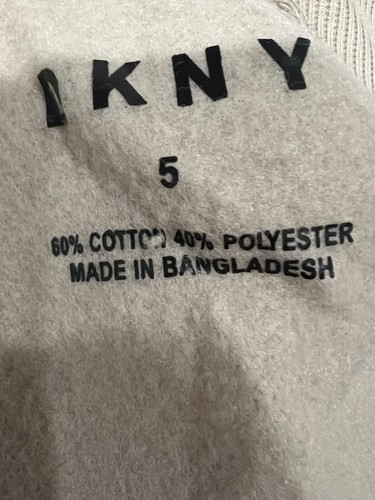 DKNY
5
60% COTTON 40% POLYESTER
MADE IN BANGLADESH